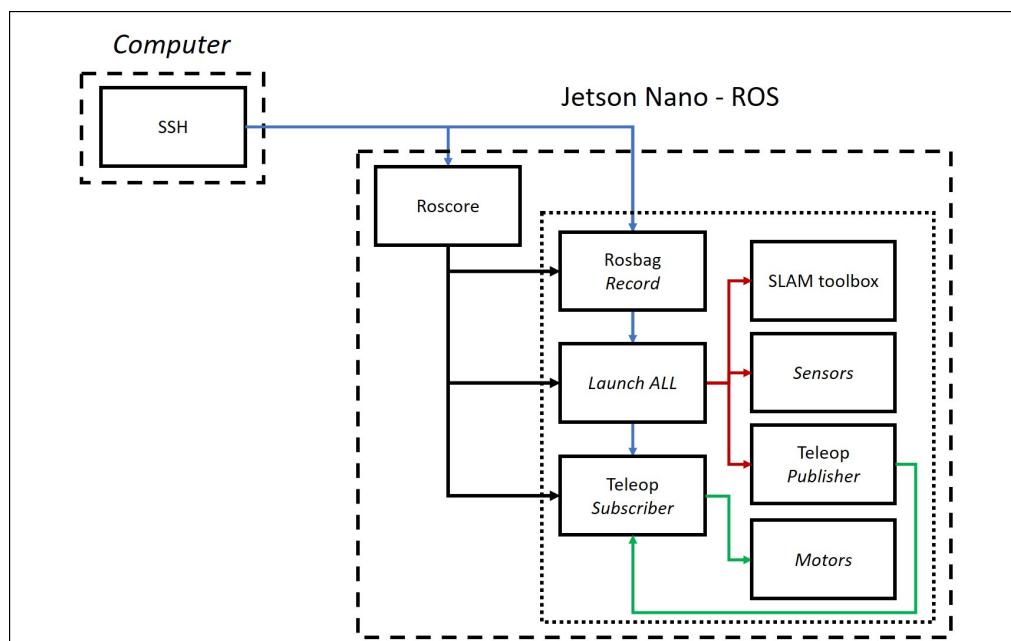 Computer
SSH
Jetson Nano - ROS
Roscore
Rosbag
Record
SLAM toolbox
Launch ALL
Sensors
Teleop
Publisher
Teleop
Subscriber
Motors